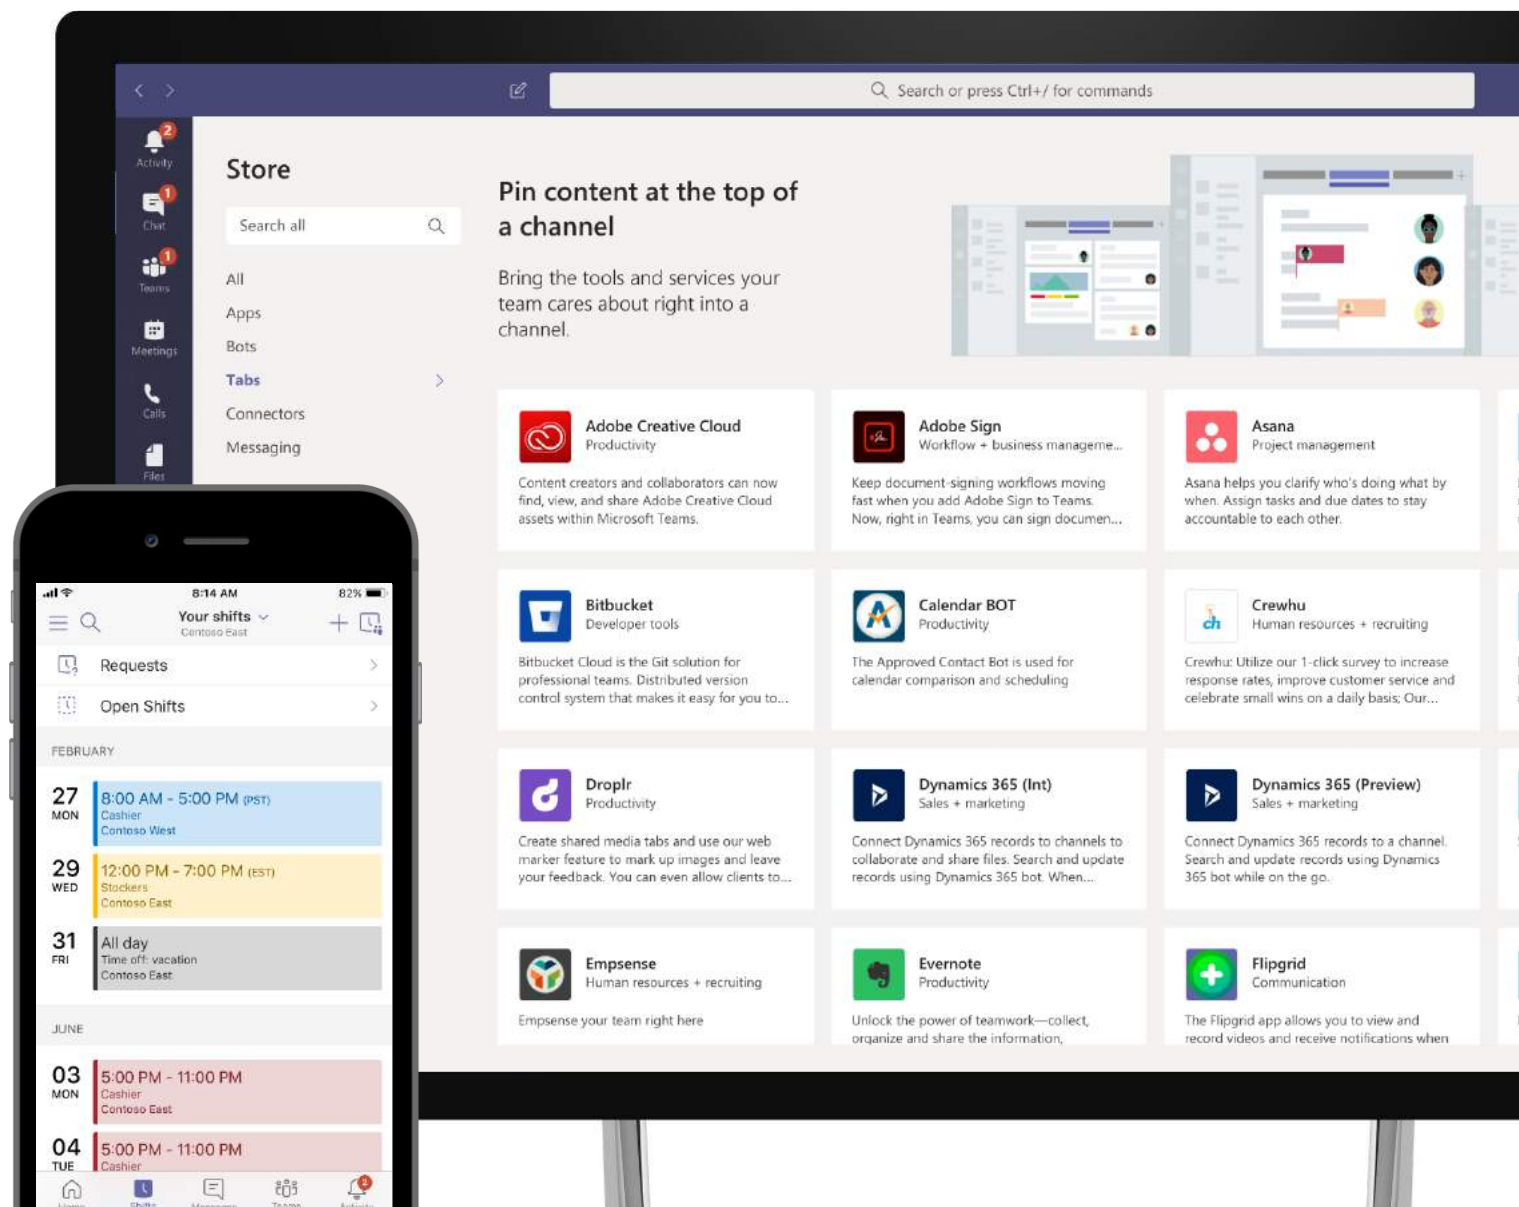 Search or press Ctrl+/ for commands
2
Activity
1
Chat
1
Teams
Meetings
Calls
Files
Store
Search all
All
Apps
Bots
Tabs
Connectors
Messaging
Pin content at the top of
a channel
Bring the tools and services your
team cares about right into a
channel.
Adobe Creative Cloud
Productivity
Content creators and collaborators can now
find, view, and share Adobe Creative Cloud
assets within Microsoft Teams.
Adobe Sign
Workflow + business manageme...
Keep document-signing workflows moving
fast when you add Adobe Sign to Teams.
Now, right in Teams, you can sign documen...
Asana
Project management
Asana helps you clarify who's doing what by
when. Assign tasks and due dates to stay
accountable to each other.
Bitbucket
Developer tools
Bitbucket Cloud is the Git solution for
professional teams. Distributed version
control system that makes it easy for you to...
Calendar BOT
Productivity
The Approved Contact Bot is used for
calendar comparison and scheduling
ch
Crewhu
Human resources + recruiting
Crewhu: Utilize our 1-click survey to increase
response rates, improve customer service and
celebrate small wins on a daily basis; Our...
Droplr
Productivity
Create shared media tabs and use our web
marker feature to mark up images and leave
your feedback. You can even allow clients to...
Dynamics 365 (Int)
Sales + marketing
Connect Dynamics 365 records to channels to
collaborate and share files. Search and update
records using Dynamics 365 bot. When...
Dynamics 365 (Preview)
Sales + marketing
Connect Dynamics 365 records to a channel.
Search and update records using Dynamics
365 bot while on the go.
Empsense
Human resources + recruiting
Empsense your team right here
Evernote
Productivity
Unlock the power of teamwork—collect,
organize and share the information,
Flipgrid
Communication
The Flipgrid app allows you to view and
record videos and receive notifications when
8:14 AM
82%
Your shifts
Contoso East
Requests
Open Shifts
FEBRUARY
27
MON
8:00 AM - 5:00 PM (PST)
Cashier
Contoso West
29
WED
12:00 PM - 7:00 PM (EST)
Stockers
Contoso East
31
FRI
All day
Time off: vacation
Contoso East
JUNE
03
MON
5:00 PM - 11:00 PM
Cashier
Contoso East
04
TUE
5:00 PM - 11:00 PM
Cashier
2
Home
Shifts
Messages
Teams
Activity